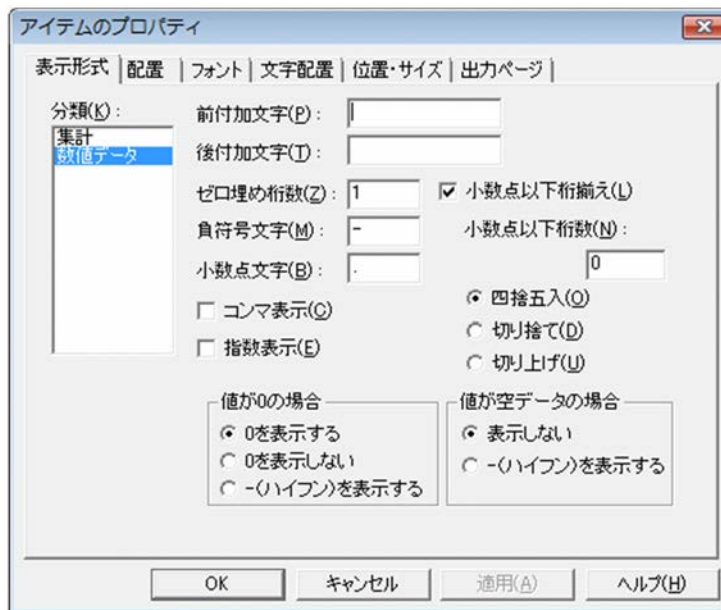 アイテムのプロパティ
表示形式 配置 フォント 文字配置 位置・サイズ 出力ページ
分類(K):
集計
数値データ
前付加文字(P):
後付加文字(T):
ゼロ埋め桁数(Z): 1
小数点以下桁揃え(L)
負符号文字(M): -
小数点以下桁数(N):
小数点文字(B): .
0
コンマ表示(C)
四捨五入(O)
指数表示(E)
切り捨て(D)
切り上げ(U)
値が0の場合
0を表示する
0を表示しない
-(ハイフン)を表示する
値が空データの場合
表示しない
-(ハイフン)を表示する
OK キャンセル 適用(A) ヘルプ(H)